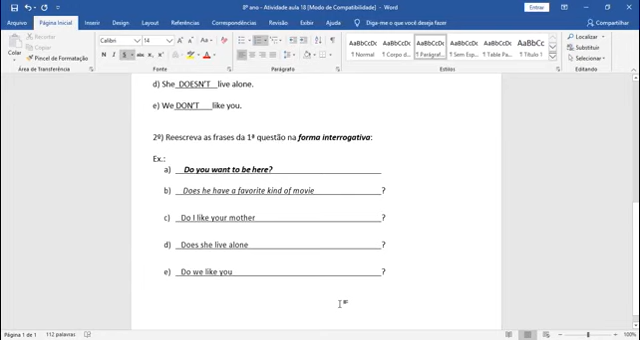 8º ano - Atividade aula 18 [Modo de Compatibilidade] - Word
Entrar
Arquivo Página Inicial Inserir Design Layout Referências Correspondências Revisão Exibir Ajuda Diga-me o que você deseja fazer Compartilhar
Recortar
Copiar
Colar
Pincel de Formatação
Calibri 14
N I S abc
AaBbCcDc AaBbCcDc AaBbCcDc AaBbCcDc AaBbCcDc AaBbCc
¶ Normal ¶ Corpo d... ¶ Parágraf... ¶ Sem Esp... ¶ Table Pa... ¶ Título 1
Localizar
Substituir
Selecionar
Área de Transferência Fonte Parágrafo Estilos Edição
d) She DOESN'T live alone.
e) We DON'T like you.
2º) Reescreva as frases da 1ª questão na forma interrogativa:
Ex.:
a) Do you want to be here?
b) Does he have a favorite kind of movie ?
c) Do I like your mother ?
d) Does she live alone ?
e) Do we like you ?
Página 1 de 1 112 palavras 100%